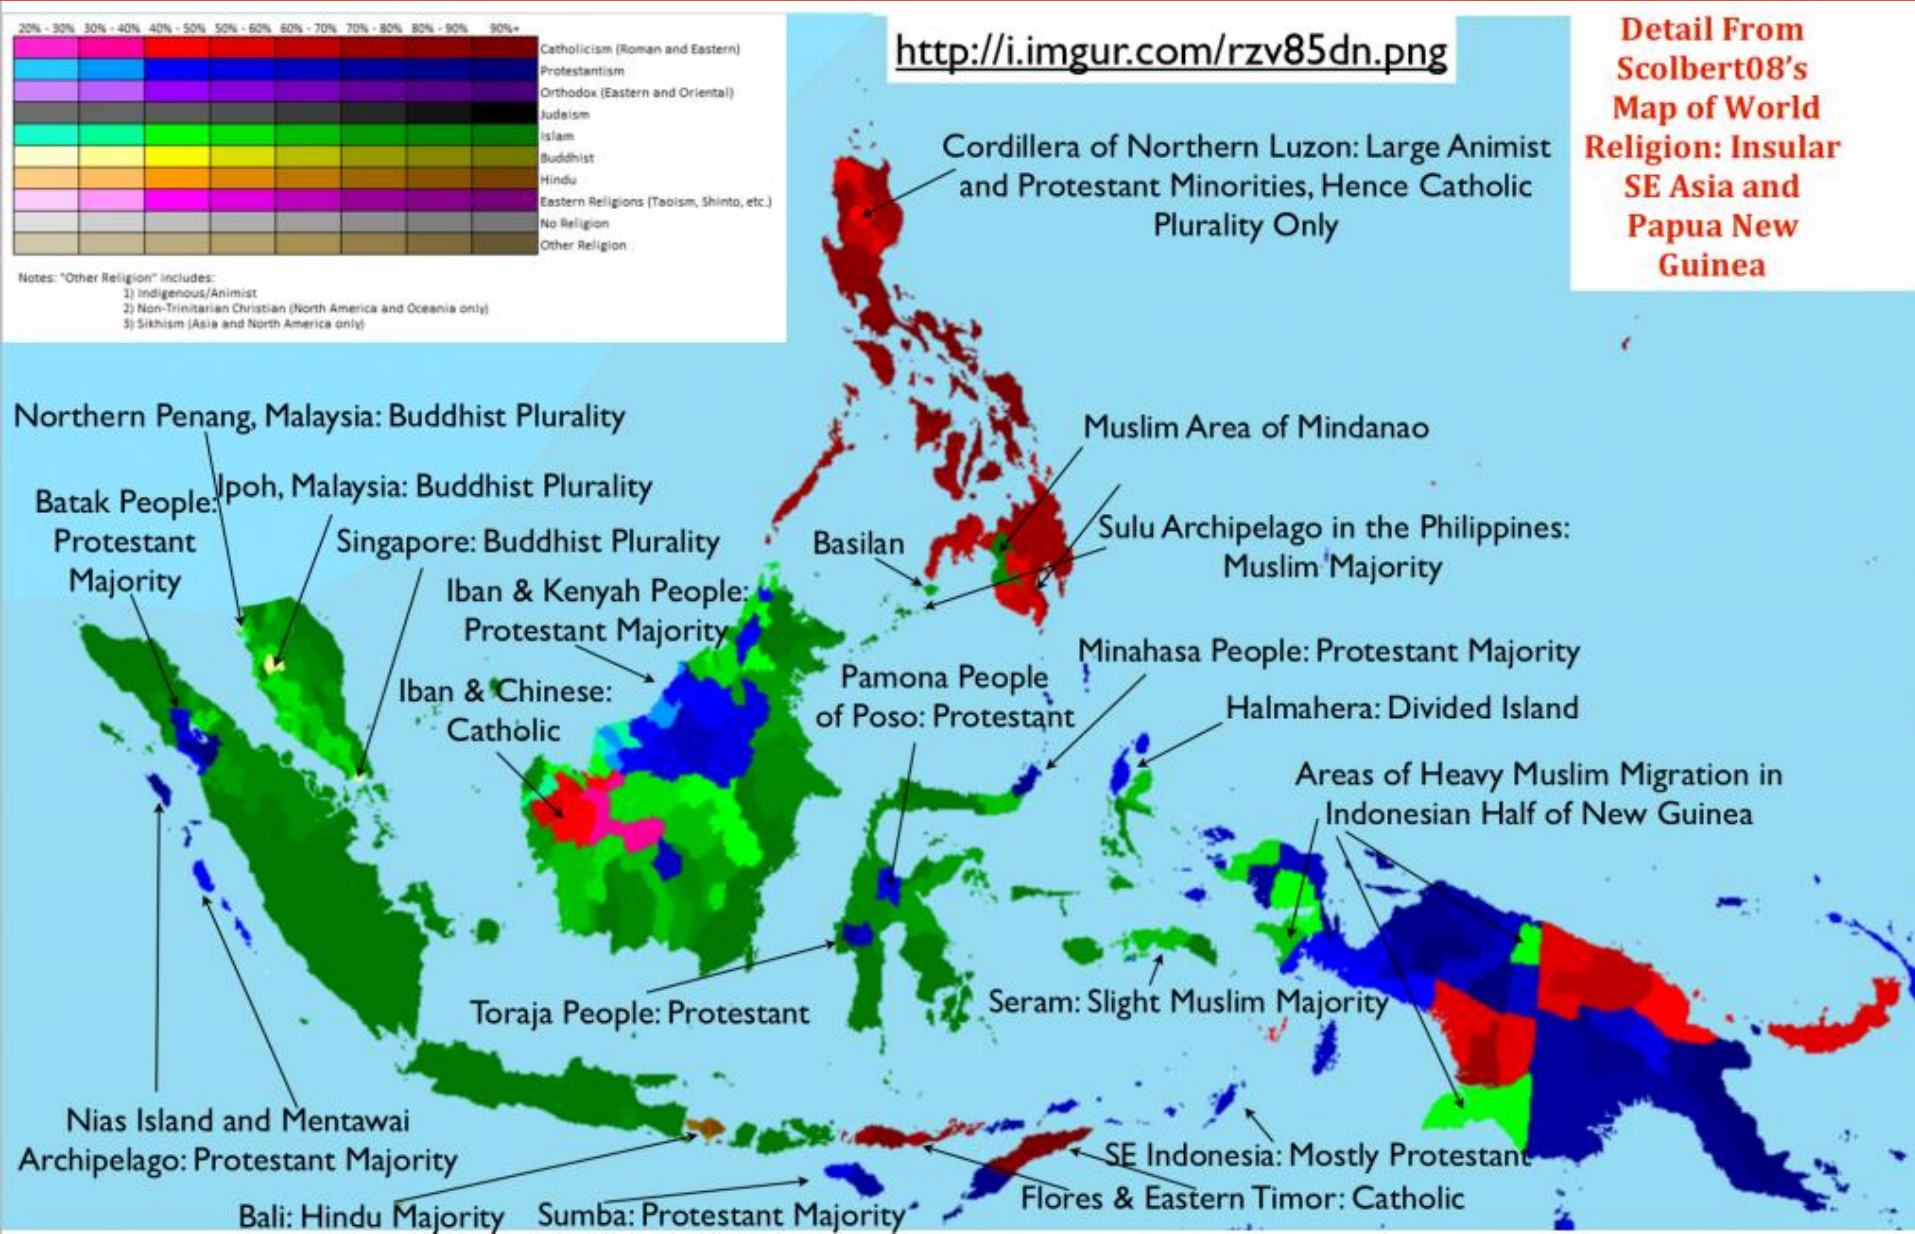 20% - 30% 30% - 40% 40% - 50% 50% - 60% 60% - 70% 70% - 80% 80% - 90% 90%+
Catholicism (Roman and Eastern)
Protestantism
Orthodox (Eastern and Oriental)
Judaism
Islam
Buddhist
Hindu
Eastern Religions (Taoism, Shinto, etc.)
No Religion
Other Religion
Notes: "Other Religion" includes:
1) Indigenous/Animist
2) Non-Trinitarian Christian (North America and Oceania only)
3) Sikhism (Asia and North America only)
http://i.imgur.com/rzv85dn.png
Detail From
Scolbert08's
Map of World
Religion: Insular
SE Asia and
Papua New
Guinea
Cordillera of Northern Luzon: Large Animist
and Protestant Minorities, Hence Catholic
Plurality Only
Northern Penang, Malaysia: Buddhist Plurality
Ipoh, Malaysia: Buddhist Plurality
Batak People:
Protestant
Majority
Singapore: Buddhist Plurality
Iban & Kenyah People:
Protestant Majority
Iban & Chinese:
Catholic
Muslim Area of Mindanao
Basilan
Sulu Archipelago in the Philippines:
Muslim Majority
Minahasa People: Protestant Majority
Pamona People
of Poso: Protestant
Halmahera: Divided Island
Areas of Heavy Muslim Migration in
Indonesian Half of New Guinea
Toraja People: Protestant
Seram: Slight Muslim Majority
Nias Island and Mentawai
Archipelago: Protestant Majority
SE Indonesia: Mostly Protestant
Flores & Eastern Timor: Catholic
Bali: Hindu Majority
Sumba: Protestant Majority